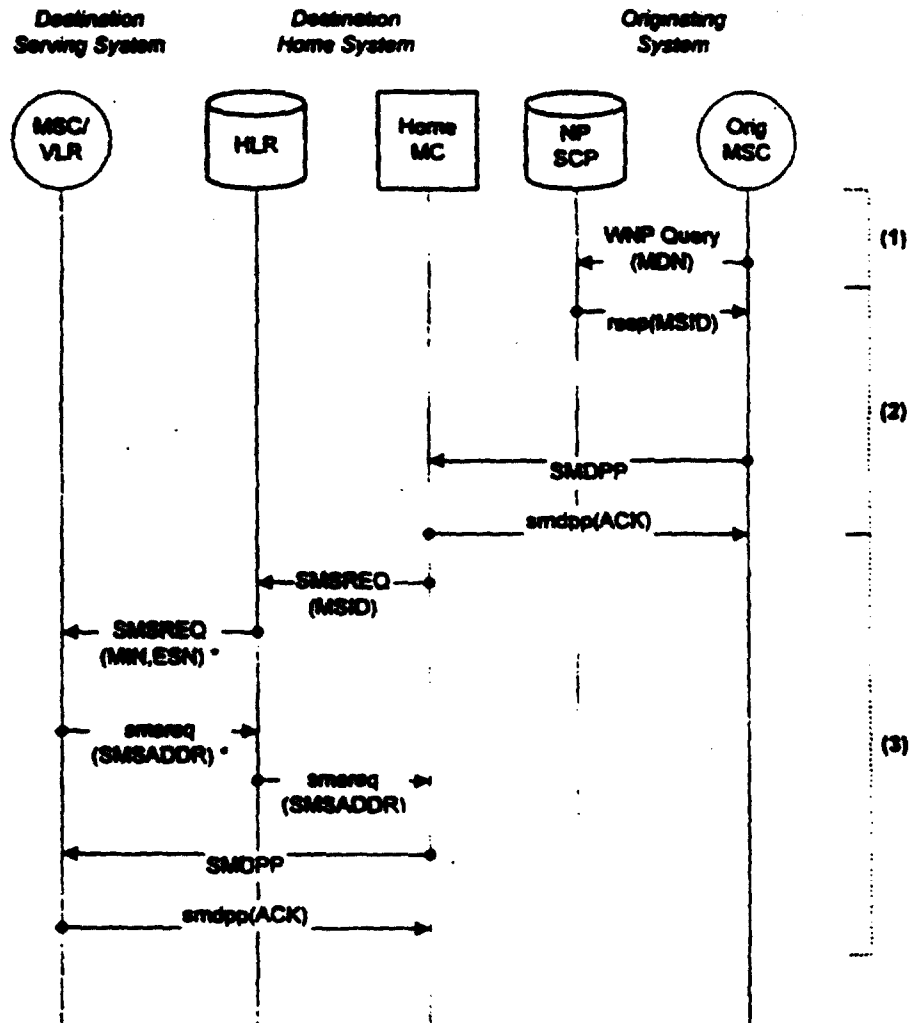 Destination
Serving System
Destination
Home System
Originating
System
MSC/
VLR
HLR
Home
MC
NP
SCP
Orig
MSC
WNP Query
(MDN)
(1)
resp(MSID)
(2)
SMDPP
smdpp(ACK)
SMSREQ
(MSID)
SMSREQ
(MIN,ESN) *
smsreq
(SMSADDR) *
(3)
smsreq
(SMSADDR)
SMDPP
smdpp(ACK)